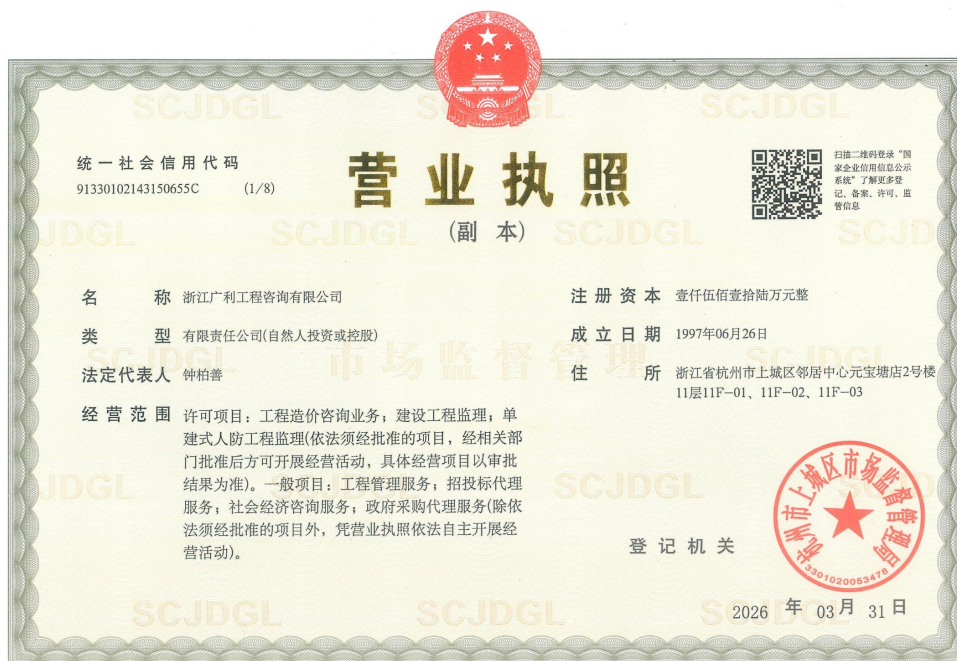 统一社会信用代码
91330102143150655C (1/8)
营业执照
(副 本)
扫描二维码登录“国
家企业信用信息公示
系统”了解更多登
记、备案、许可、监
管信息
名 称 浙江广利工程咨询有限公司
类 型 有限责任公司(自然人投资或控股)
法定代表人 钟柏善
经营范围 许可项目：工程造价咨询业务；建设工程监理；单
建式人防工程监理(依法须经批准的项目，经相关部
门批准后方可开展经营活动，具体经营项目以审批
结果为准)。一般项目：工程管理服务；招投标代理
服务；社会经济咨询服务；政府采购代理服务(除依
法须经批准的项目外，凭营业执照依法自主开展经
营活动)。
注册资本 壹仟伍佰壹拾陆万元整
成立日期 1997年06月26日
住 所 浙江省杭州市上城区邻居中心元宝塘店2号楼
11层11F-01、11F-02、11F-03
登记机关
杭州市上城区市场监督管理局
3301020053478
2026 年 03 月 31 日
SCJDGL
SCJDGL
SCJDGL
JDGL
SCJDGL
SCJDGL
SCJD
SCJDGL
市场监督管理
SCJDGL
JDGL
SCJDGL
SCJDGL
SCJDGL
SCJDGL
SCJDGL